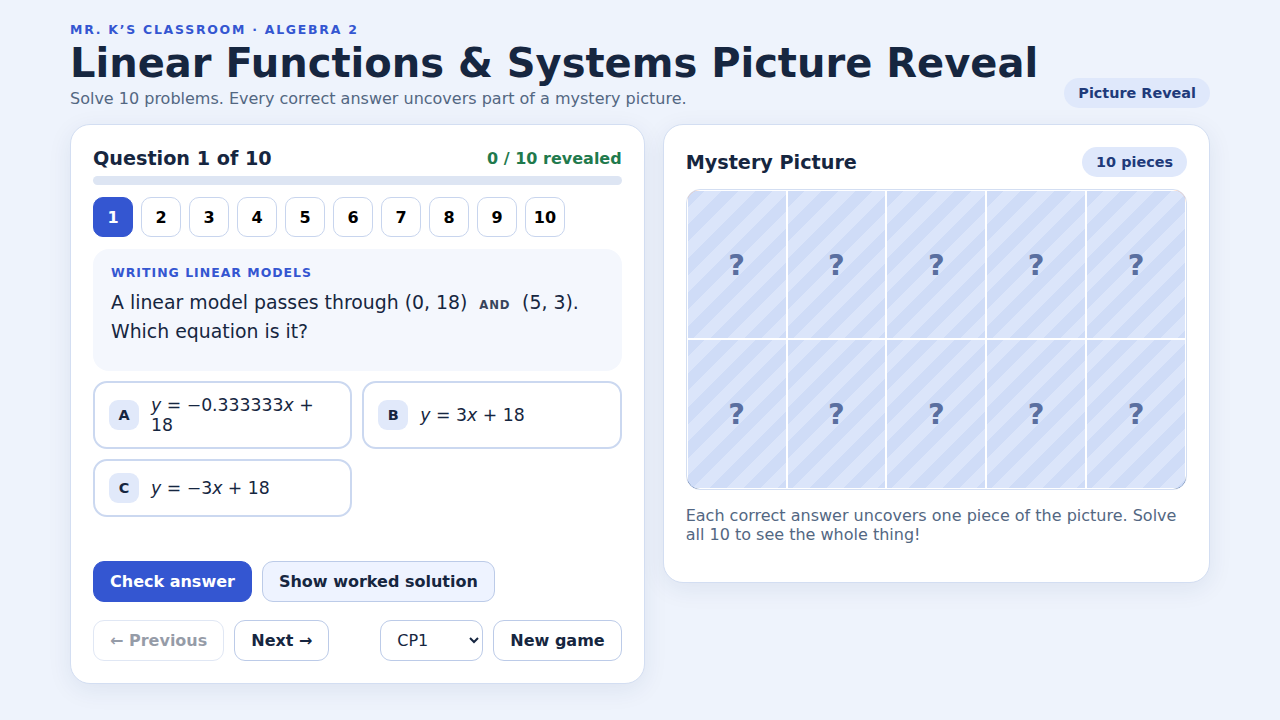 MR. K’S CLASSROOM · ALGEBRA 2
Linear Functions & Systems Picture Reveal
Solve 10 problems. Every correct answer uncovers part of a mystery picture.
Picture Reveal
Question 1 of 10
0 / 10 revealed
1 2 3 4 5 6 7 8 9 10
WRITING LINEAR MODELS
A linear model passes through (0, 18) AND (5, 3).
Which equation is it?
A y = −0.333333x +
18
B y = 3x + 18
C y = −3x + 18
Check answer
Show worked solution
← Previous
Next →
CP1
New game
Mystery Picture
10 pieces
? ? ? ? ?
? ? ? ? ?
Each correct answer uncovers one piece of the picture. Solve
all 10 to see the whole thing!